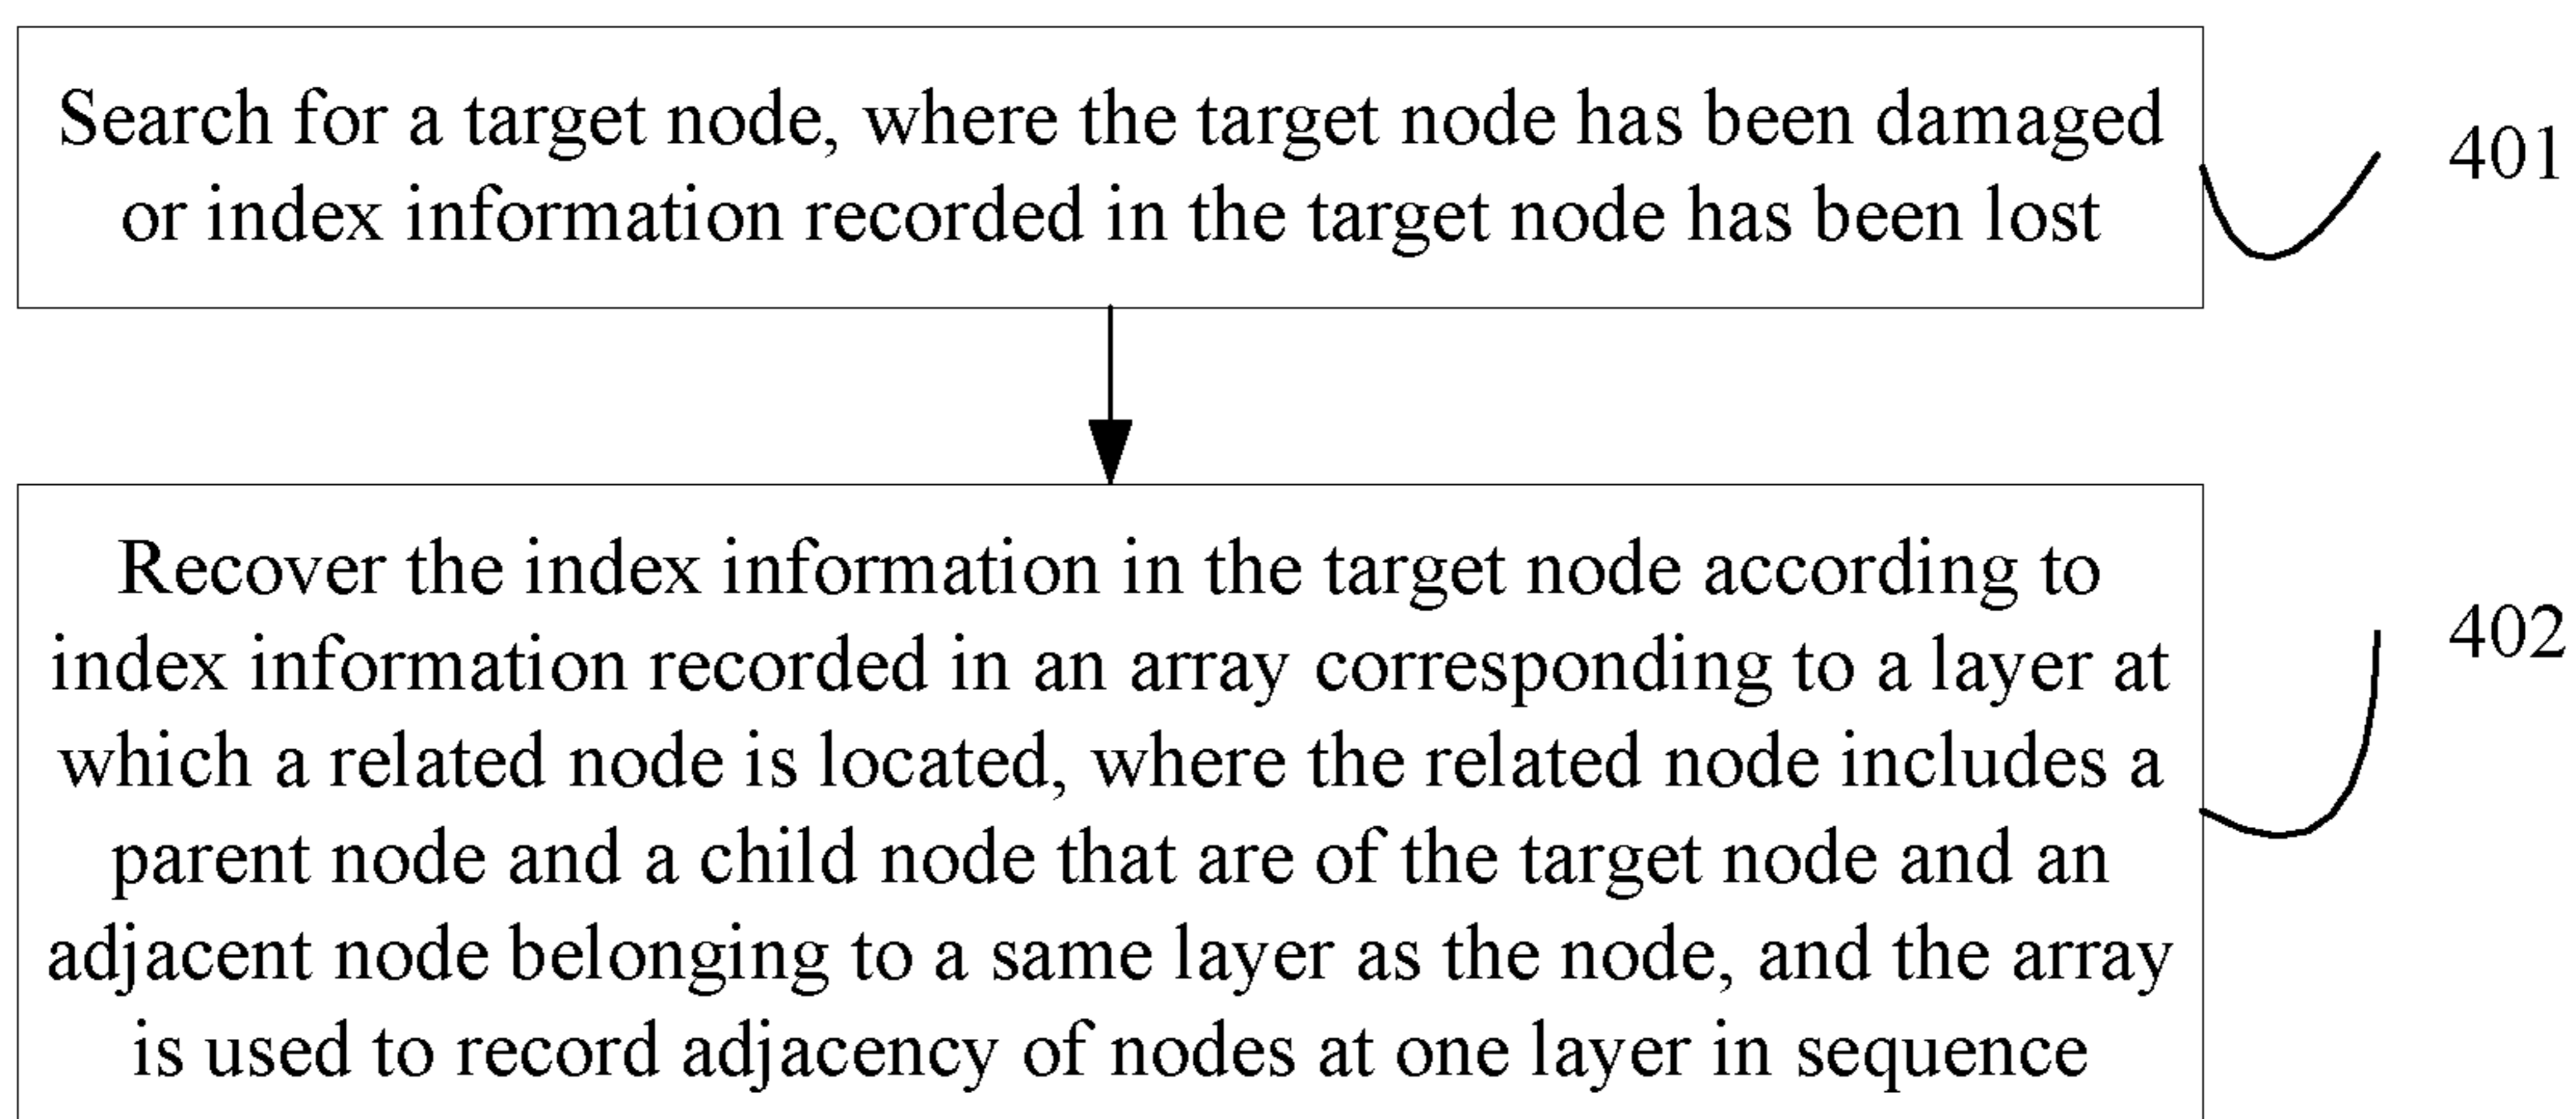 Search for a target node, where the target node has been damaged
or index information recorded in the target node has been lost
401
Recover the index information in the target node according to
index information recorded in an array corresponding to a layer at
which a related node is located, where the related node includes a
parent node and a child node that are of the target node and an
adjacent node belonging to a same layer as the node, and the array
is used to record adjacency of nodes at one layer in sequence
402